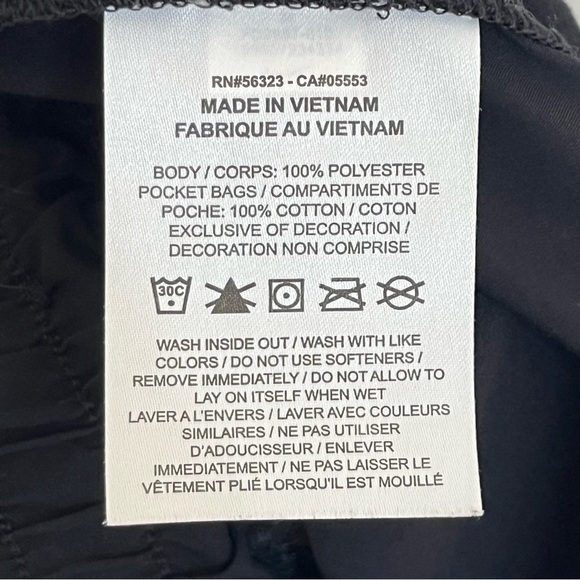 RN#56323 - CA#05553
MADE IN VIETNAM
FABRIQUE AU VIETNAM
BODY / CORPS: 100% POLYESTER
POCKET BAGS / COMPARTIMENTS DE
POCHE: 100% COTTON / COTON
EXCLUSIVE OF DECORATION /
DECORATION NON COMPRISE
30C
WASH INSIDE OUT / WASH WITH LIKE
COLORS / DO NOT USE SOFTENERS /
REMOVE IMMEDIATELY / DO NOT ALLOW TO
LAY ON ITSELF WHEN WET
LAVER A L'ENVERS / LAVER AVEC COULEURS
SIMILAIRES / NE PAS UTILISER
D'ADOUCISSEUR / ENLEVER
IMMEDIATEMENT / NE PAS LAISSER LE
VÊTEMENT PLIÉ LORSQU'IL EST MOUILLÉ